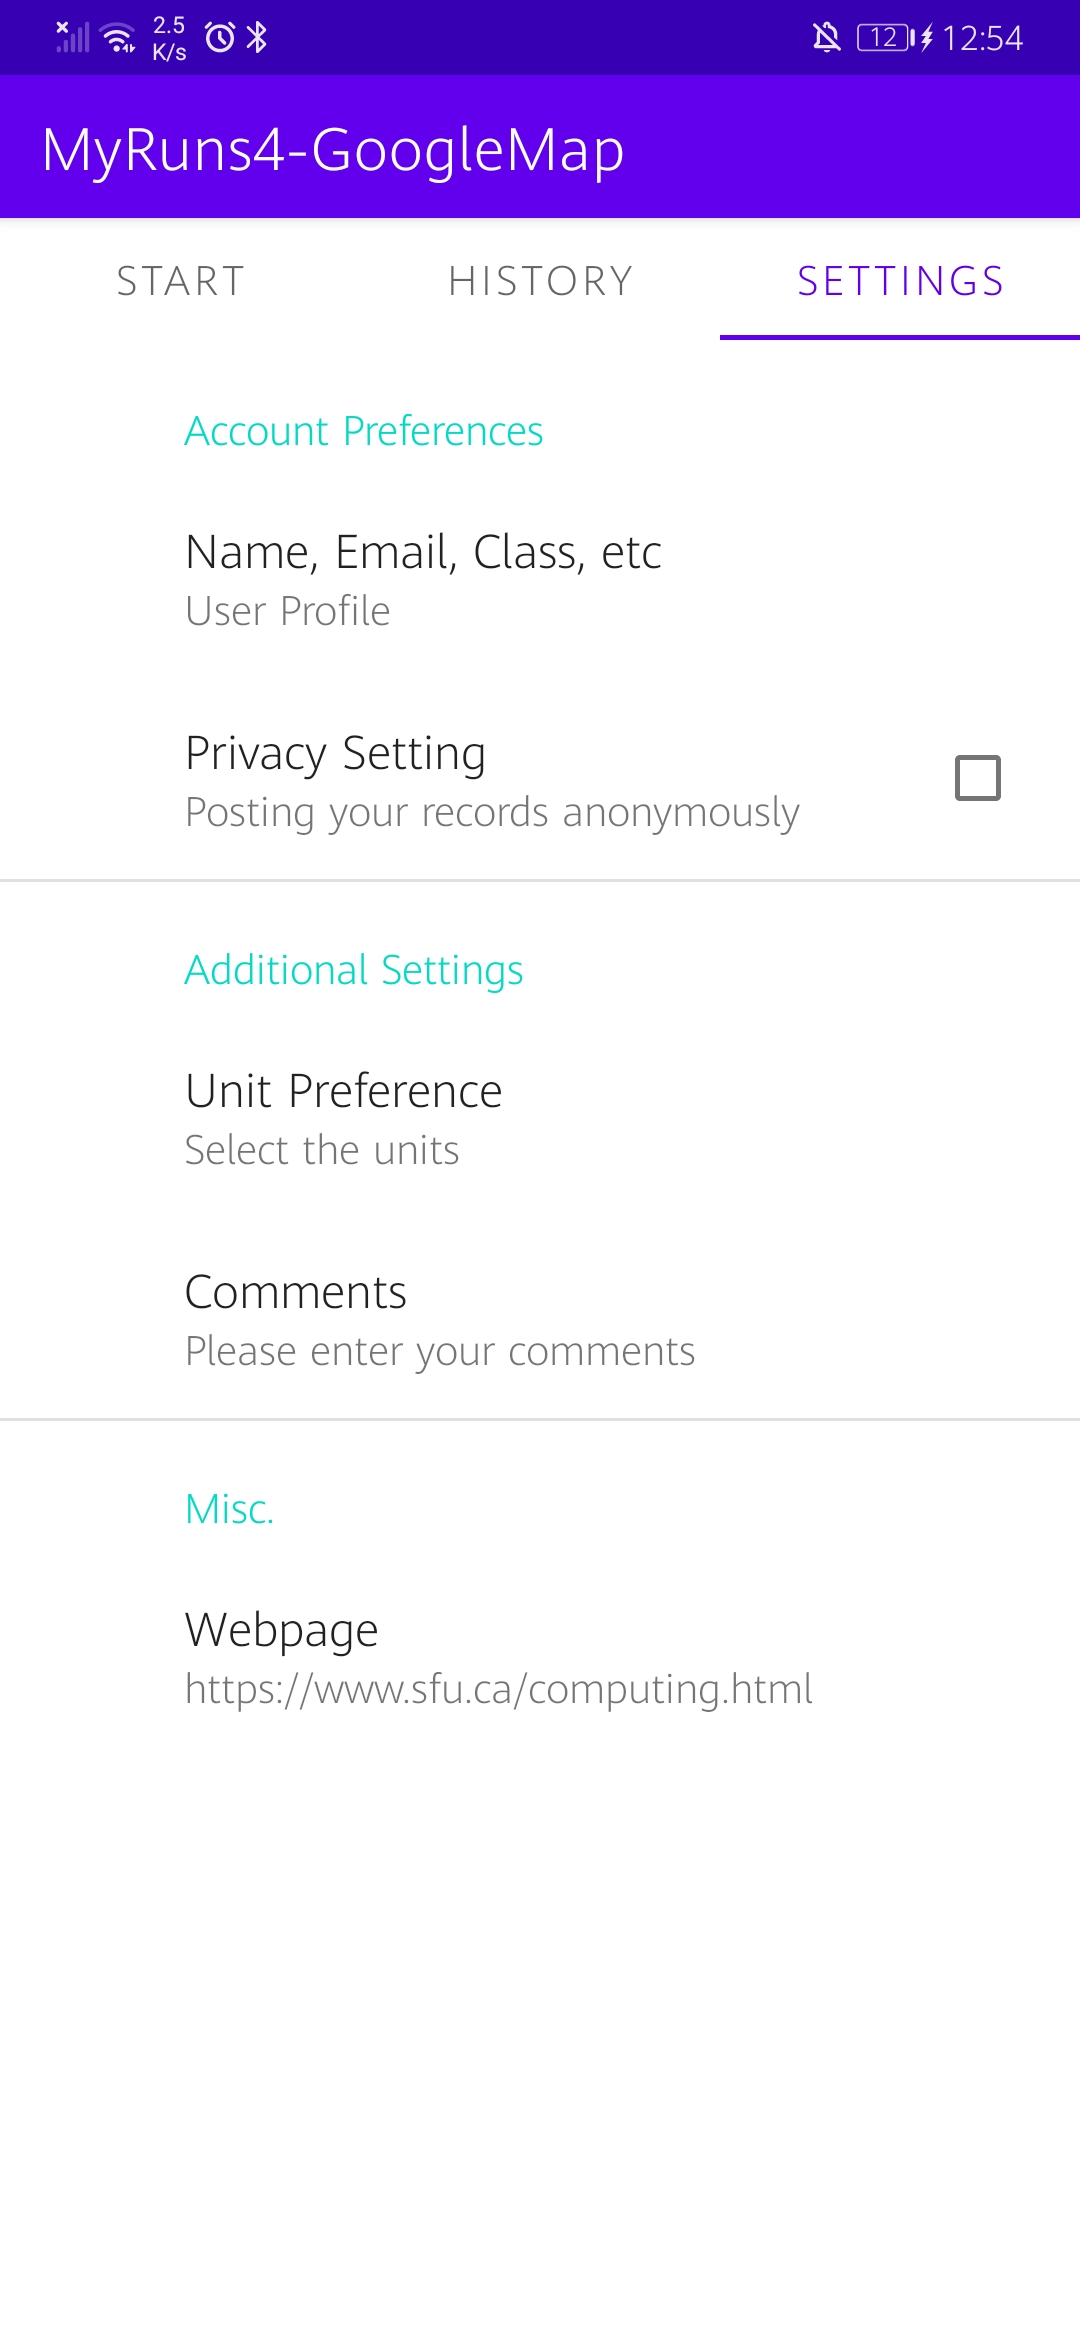 2.5
K/s
12
12:54
MyRuns4-GoogleMap
START HISTORY SETTINGS
Account Preferences
Name, Email, Class, etc
User Profile
Privacy Setting
Posting your records anonymously
Additional Settings
Unit Preference
Select the units
Comments
Please enter your comments
Misc.
Webpage
https://www.sfu.ca/computing.html